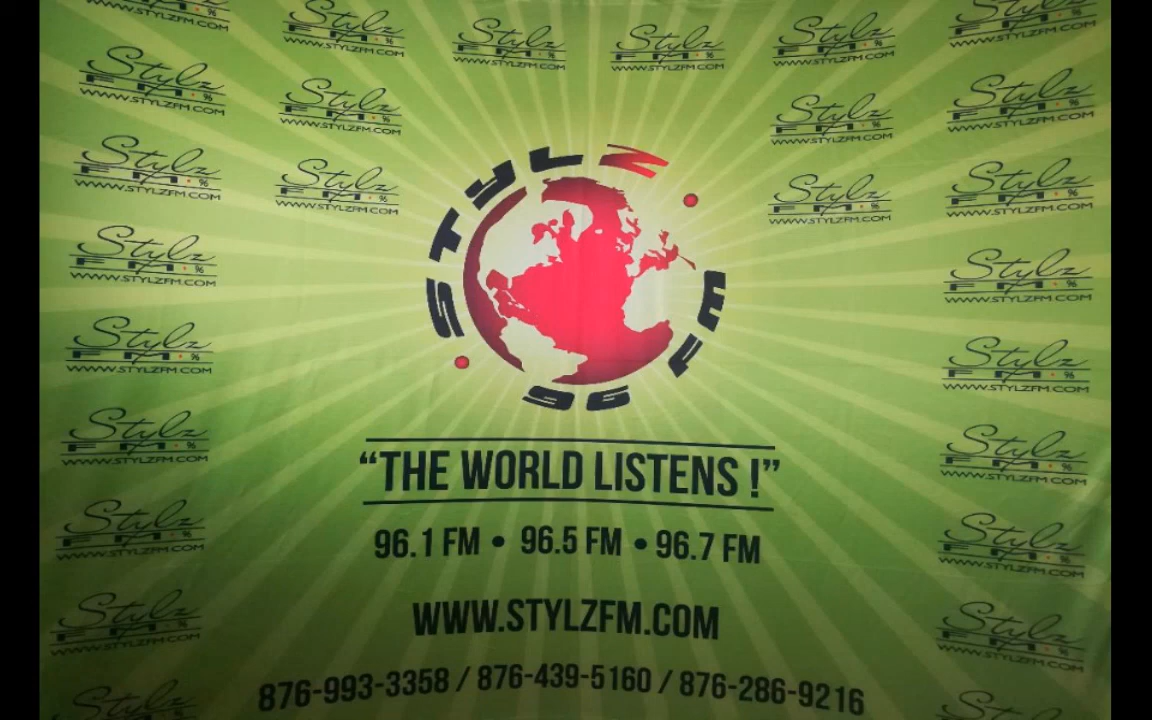 STYLZ
FM
96
"THE WORLD LISTENS !"
96.1 FM • 96.5 FM • 96.7 FM
WWW.STYLZFM.COM
876-993-3358 / 876-439-5160 / 876-286-9216
Stylz
FM • 96
WWW.STYLZFM.COM